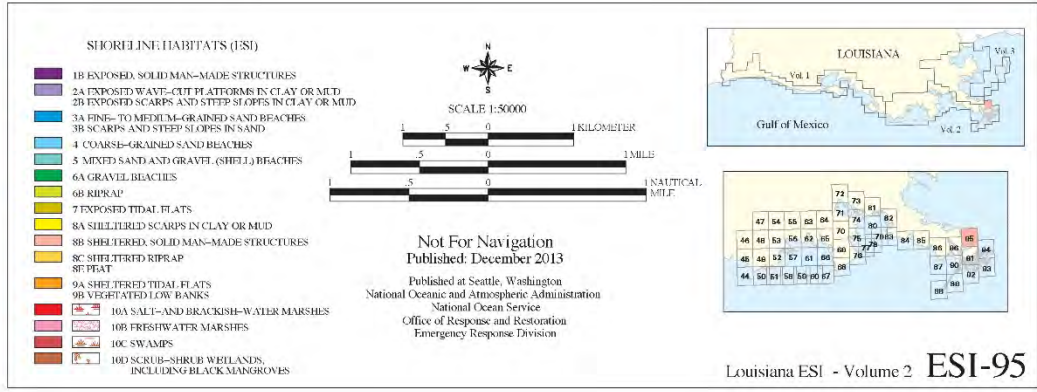 SHORELINE HABITATS (ESI)
1B EXPOSED, SOLID MAN-MADE STRUCTURES
2A EXPOSED WAVE-CUT PLATFORMS IN CLAY OR MUD
2B EXPOSED SCARPS AND STEEP SLOPES IN CLAY OR MUD
3A FINE- TO MEDIUM-GRAINED SAND BEACHES
3B SCARPS AND STEEP SLOPES IN SAND
4 COARSE-GRAINED SAND BEACHES
5 MIXED SAND AND GRAVEL (SHELL) BEACHES
6A GRAVEL BEACHES
6B RIPRAP
7 EXPOSED TIDAL FLATS
8A SHELTERED SCARPS IN CLAY OR MUD
8B SHELTERED, SOLID MAN-MADE STRUCTURES
8C SHELTERED RIPRAP
8E PEAT
9A SHELTERED TIDAL FLATS
9B VEGETATED LOW BANKS
10A SALT-AND BRACKISH-WATER MARSHES
10B FRESHWATER MARSHES
10C SWAMPS
10D SCRUB-SHRUB WETLANDS,
INCLUDING BLACK MANGROVES
N
W E
S
SCALE 1:50000
1 .5 0 1 KILOMETER
1 .5 0 1 MILE
1 .5 0 1 NAUTICAL
MILE
Not For Navigation
Published: December 2013
Published at Seattle, Washington
National Oceanic and Atmospheric Administration
National Ocean Service
Office of Response and Restoration
Emergency Response Division
LOUISIANA
Vol. 3
Vol. 1
Gulf of Mexico
Vol. 2
72
73
81
47 54 55 63 64 71 74 82
46 48 53 56 62 65 70 75 80
45 49 52 57 61 66 69 76
44 50 51 58 59 60 67 68
84 85
86 95
87 90 91 94
88 89 92 93
Louisiana ESI - Volume 2 ESI-95